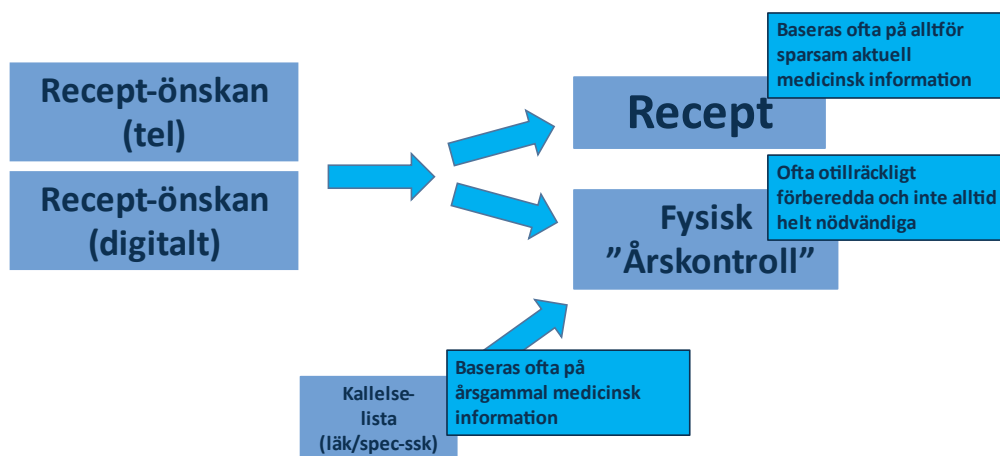 Recept-önskan
(tel)
Recept-önskan
(digitalt)
Recept
Baseras ofta på alltför
sparsam aktuell
medicinsk information
Fysisk
”Årskontroll”
Ofta otillräckligt
förberedda och inte alltid
helt nödvändiga
Kallelse-
lista
(läk/spec-ssk)
Baseras ofta på
årsgammal medicinsk
information